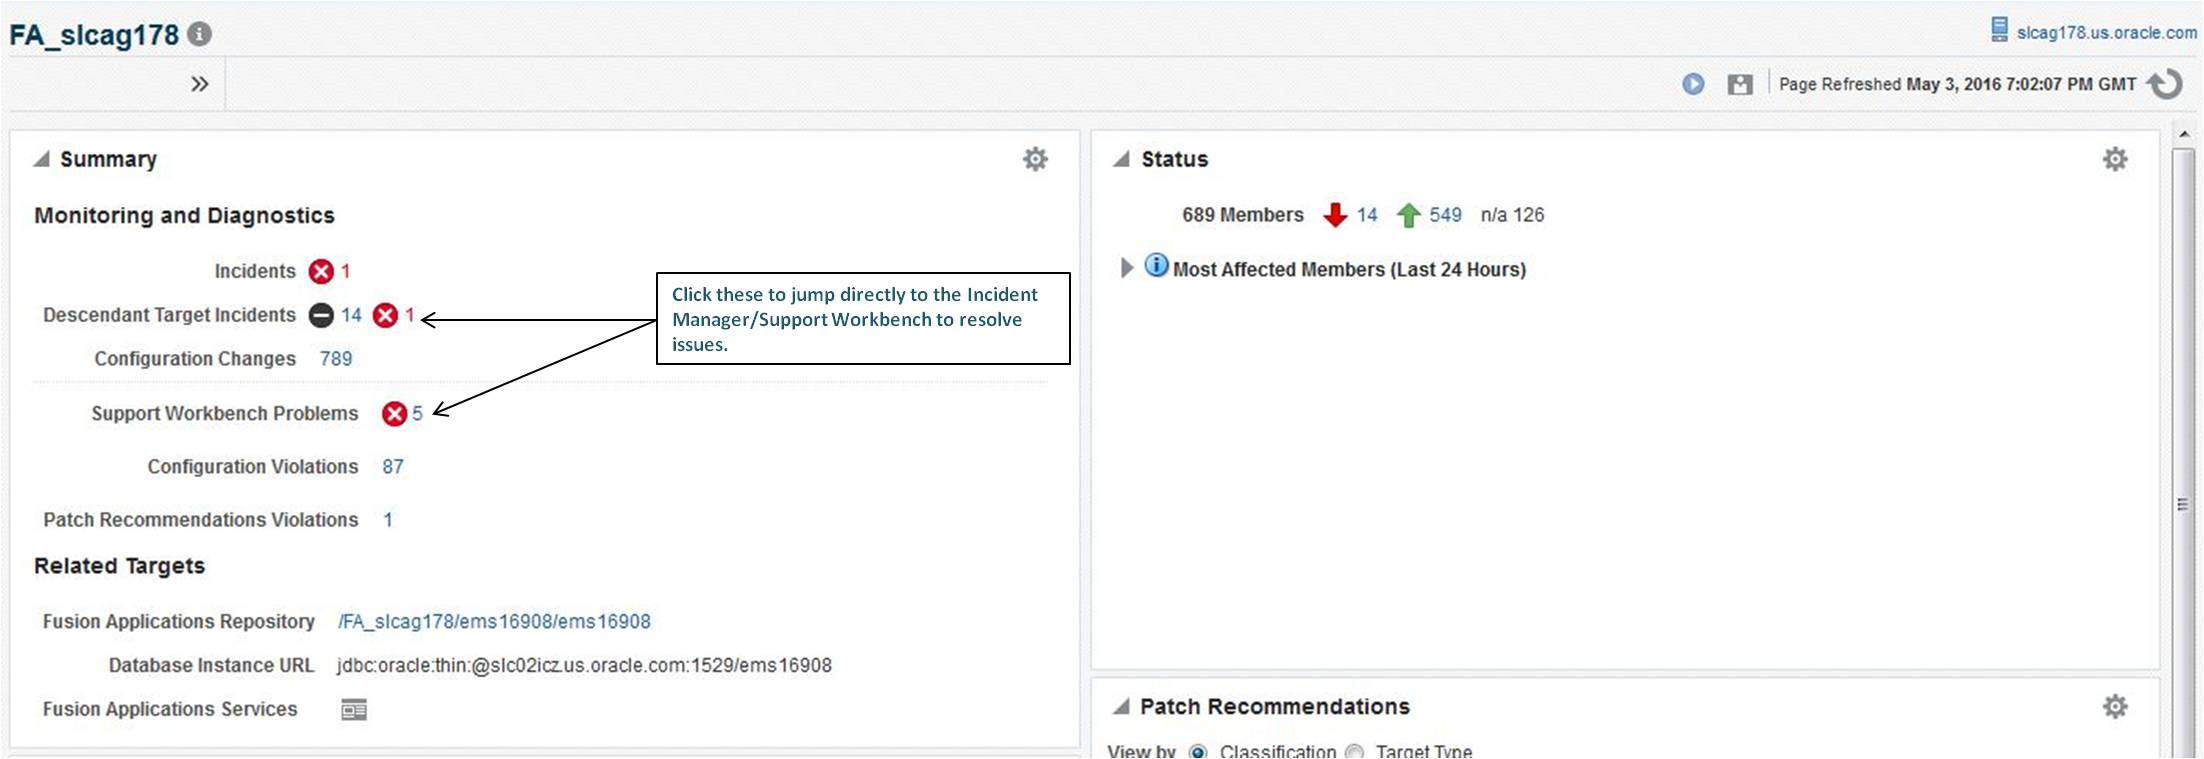 FA_slcag178
slcag178.us.oracle.com
Page Refreshed May 3, 2016 7:02:07 PM GMT
Summary
Monitoring and Diagnostics
Incidents 1
Descendant Target Incidents 14 1
Configuration Changes 789
Support Workbench Problems 5
Configuration Violations 87
Patch Recommendations Violations 1
Click these to jump directly to the Incident
Manager/Support Workbench to resolve
issues.
Related Targets
Fusion Applications Repository /FA_slcag178/ems16908/ems16908
Database Instance URL jdbc:oracle:thin:@slc02icz.us.oracle.com:1529/ems16908
Fusion Applications Services
Status
689 Members 14 549 n/a 126
Most Affected Members (Last 24 Hours)
Patch Recommendations
View by Classification Target Type